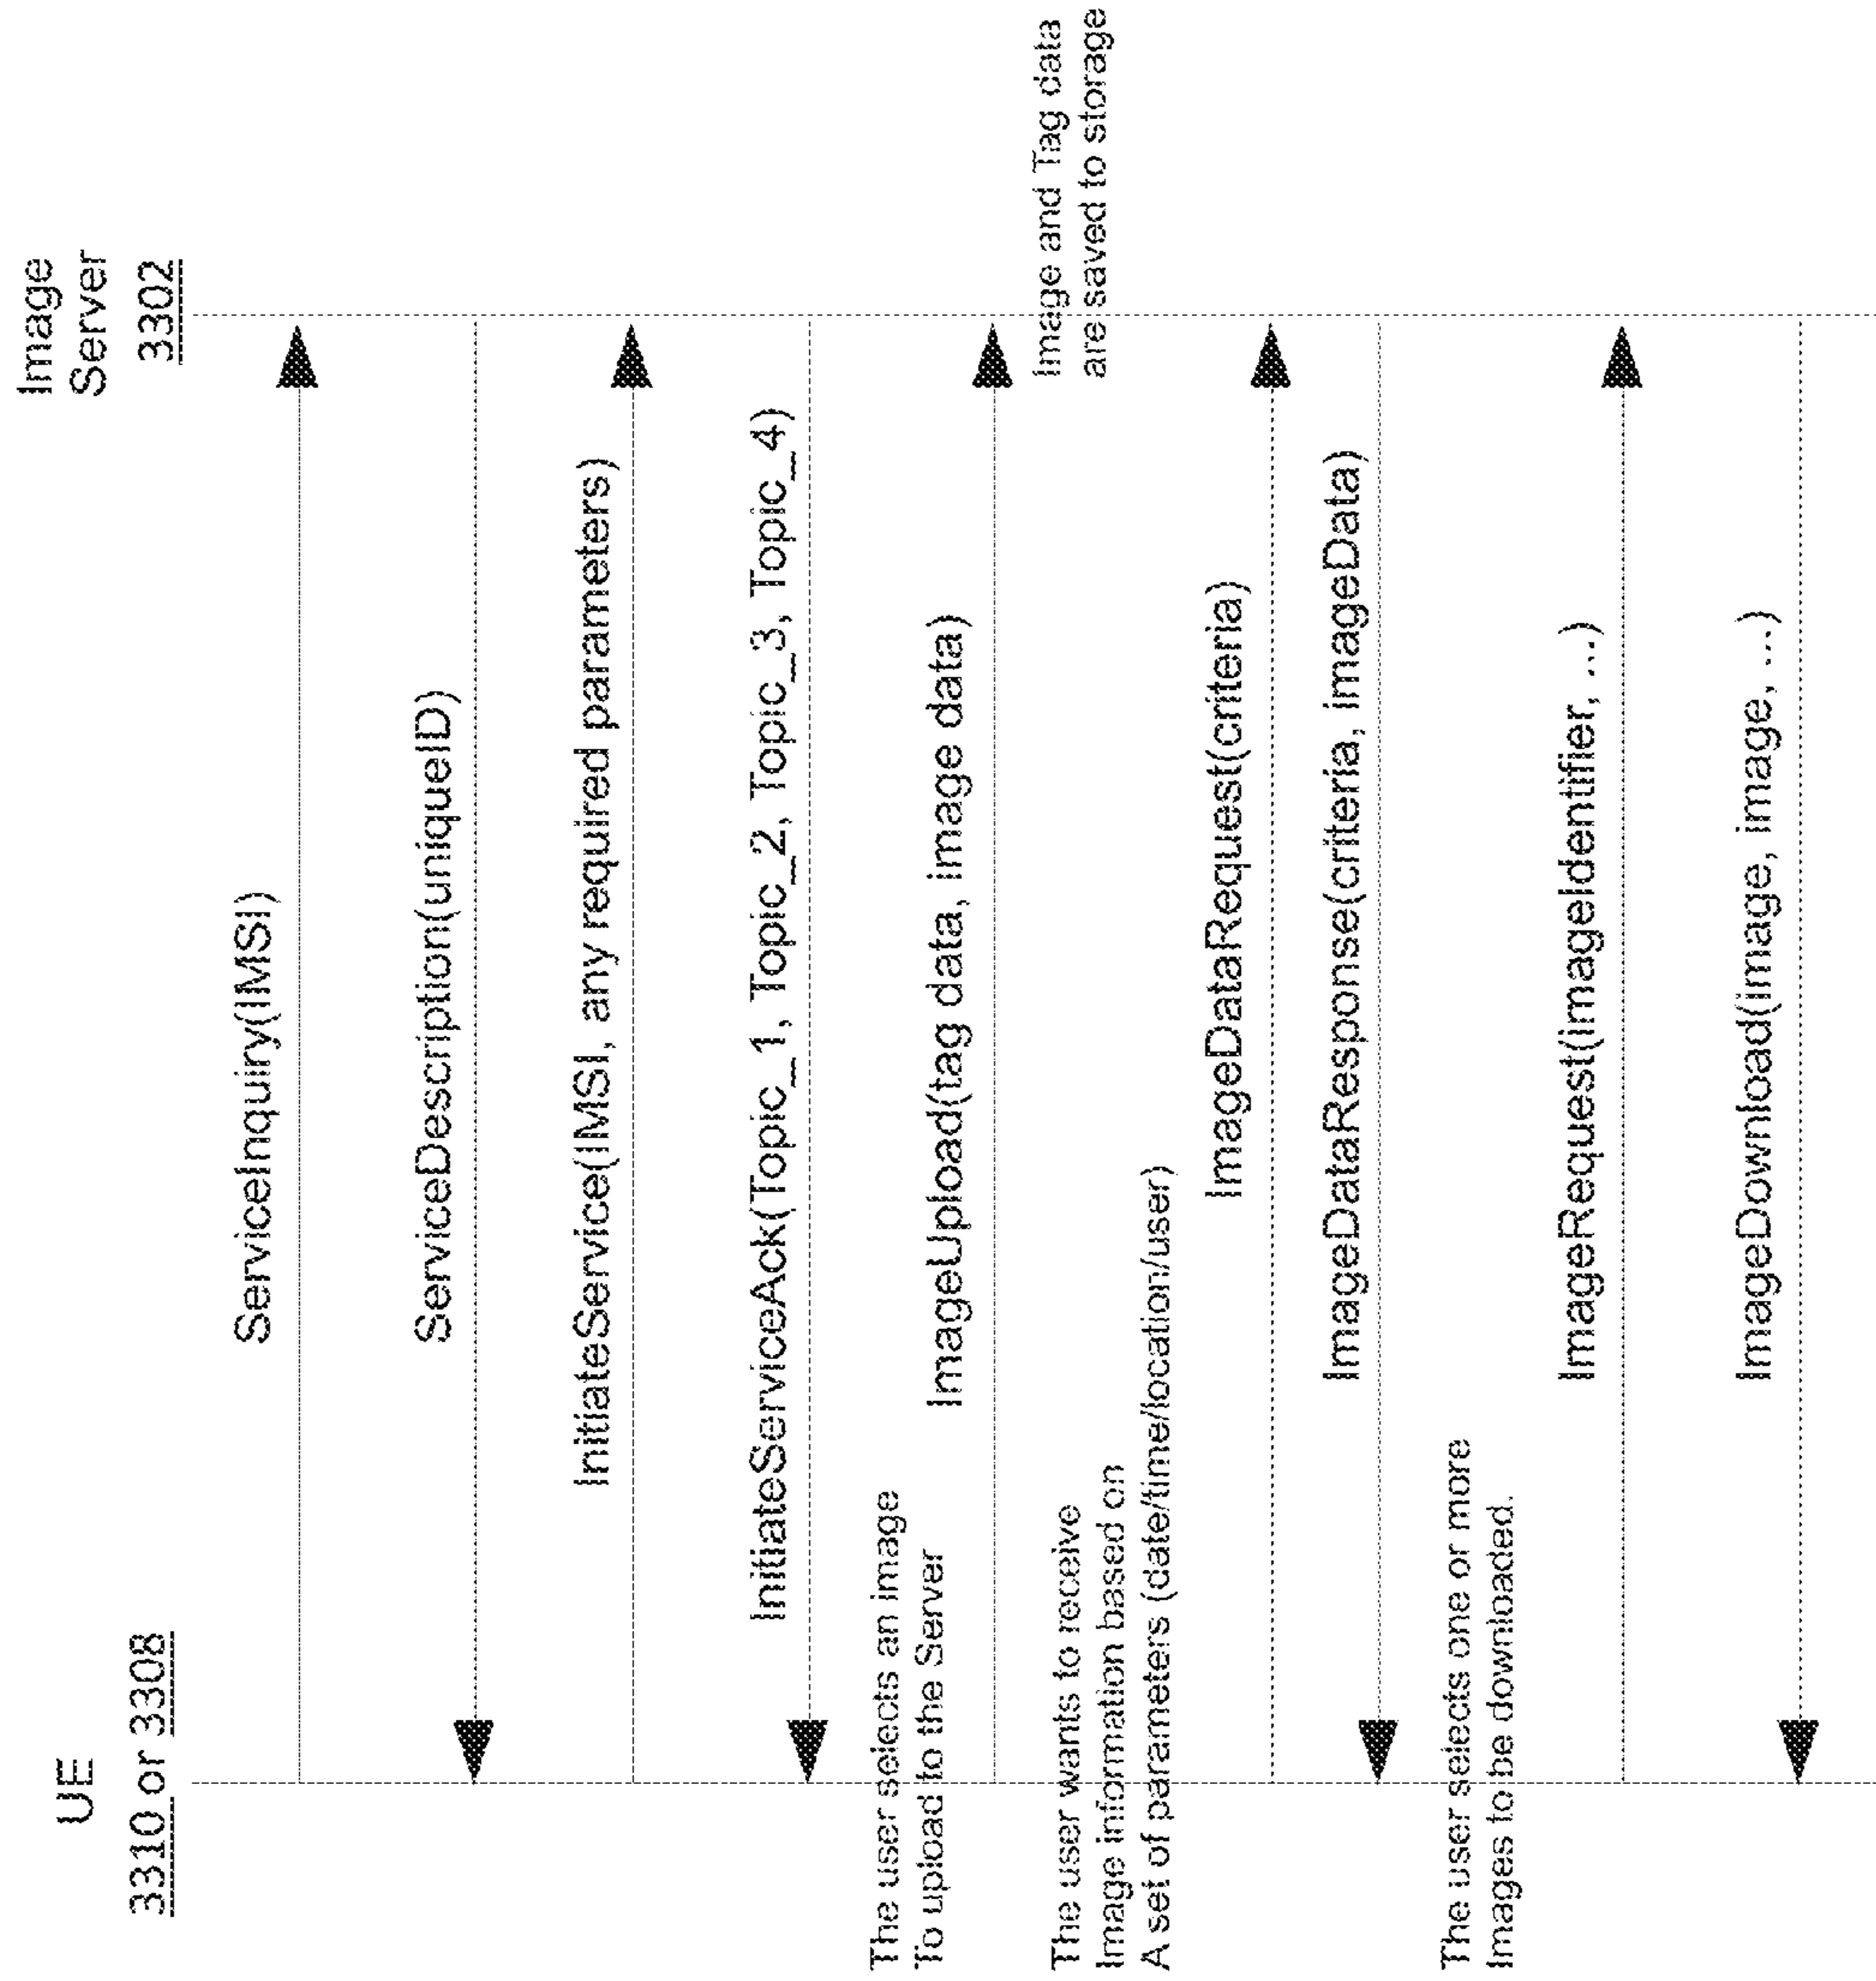 UE
3310 or 3308
Image
Server
3302
ServiceInquiry(IMSI)
ServiceDescription(uniqueID)
InitiateService(IMSI, any required parameters)
InitiateServiceAck(Topic_1, Topic_2, Topic_3, Topic_4)
The user selects an image
To upload to the Server
ImageUpload(tag data, image data)
Image and Tag data
are saved to storage
The user wants to receive
Image information based on
A set of parameters (date/time/location/user)
ImageDataRequest(criteria)
ImageDataResponse(criteria, imageData)
The user selects one or more
Images to be downloaded.
ImageRequest(imageIdentifier, ...)
ImageDownload(image, image, ...)